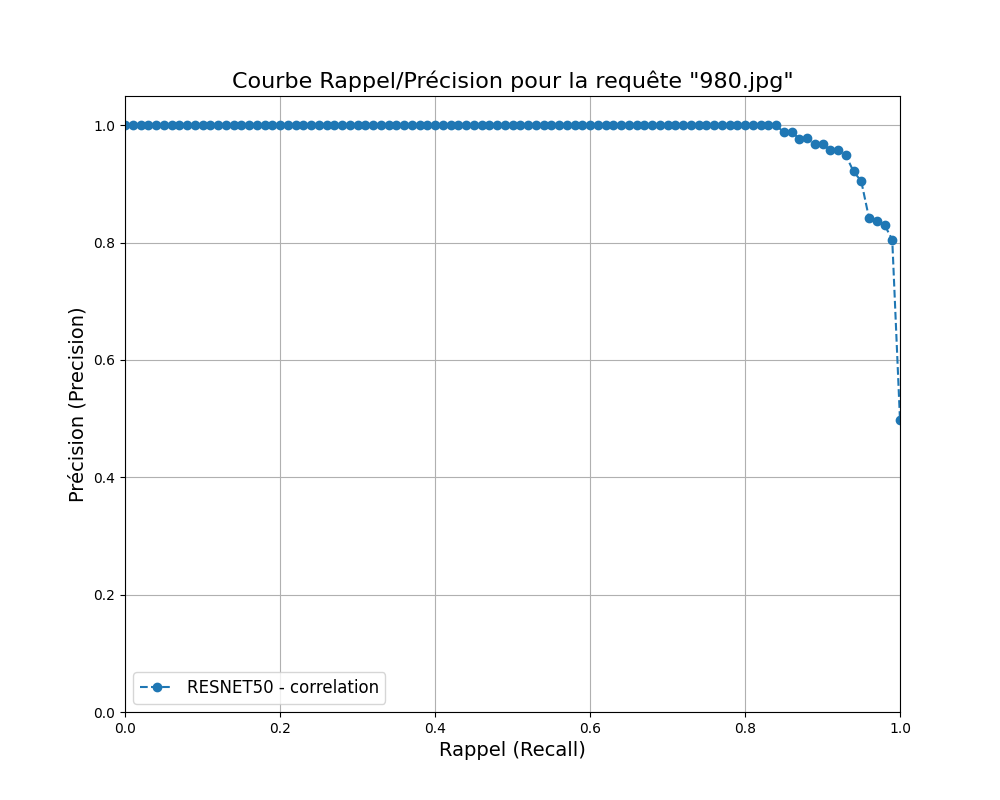 Courbe Rappel/Précision pour la requête "980.jpg"
Précision (Precision)
1.0
0.8
0.6
0.4
0.2
0.0
RESNET50 - correlation
0.0 0.2 0.4 0.6 0.8 1.0
Rappel (Recall)